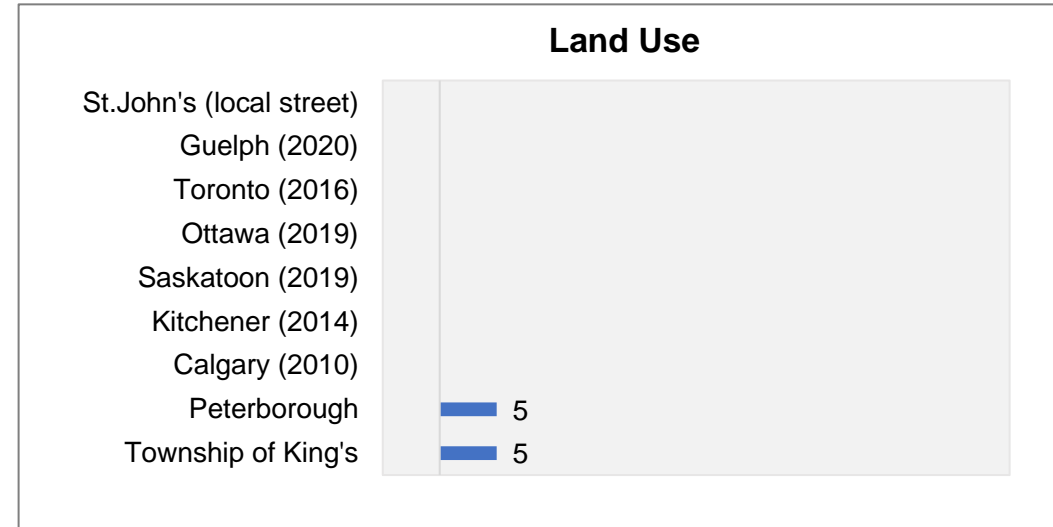 Land Use
St.John's (local street)
Guelph (2020)
Toronto (2016)
Ottawa (2019)
Saskatoon (2019)
Kitchener (2014)
Calgary (2010)
Peterborough 5
Township of King's 5